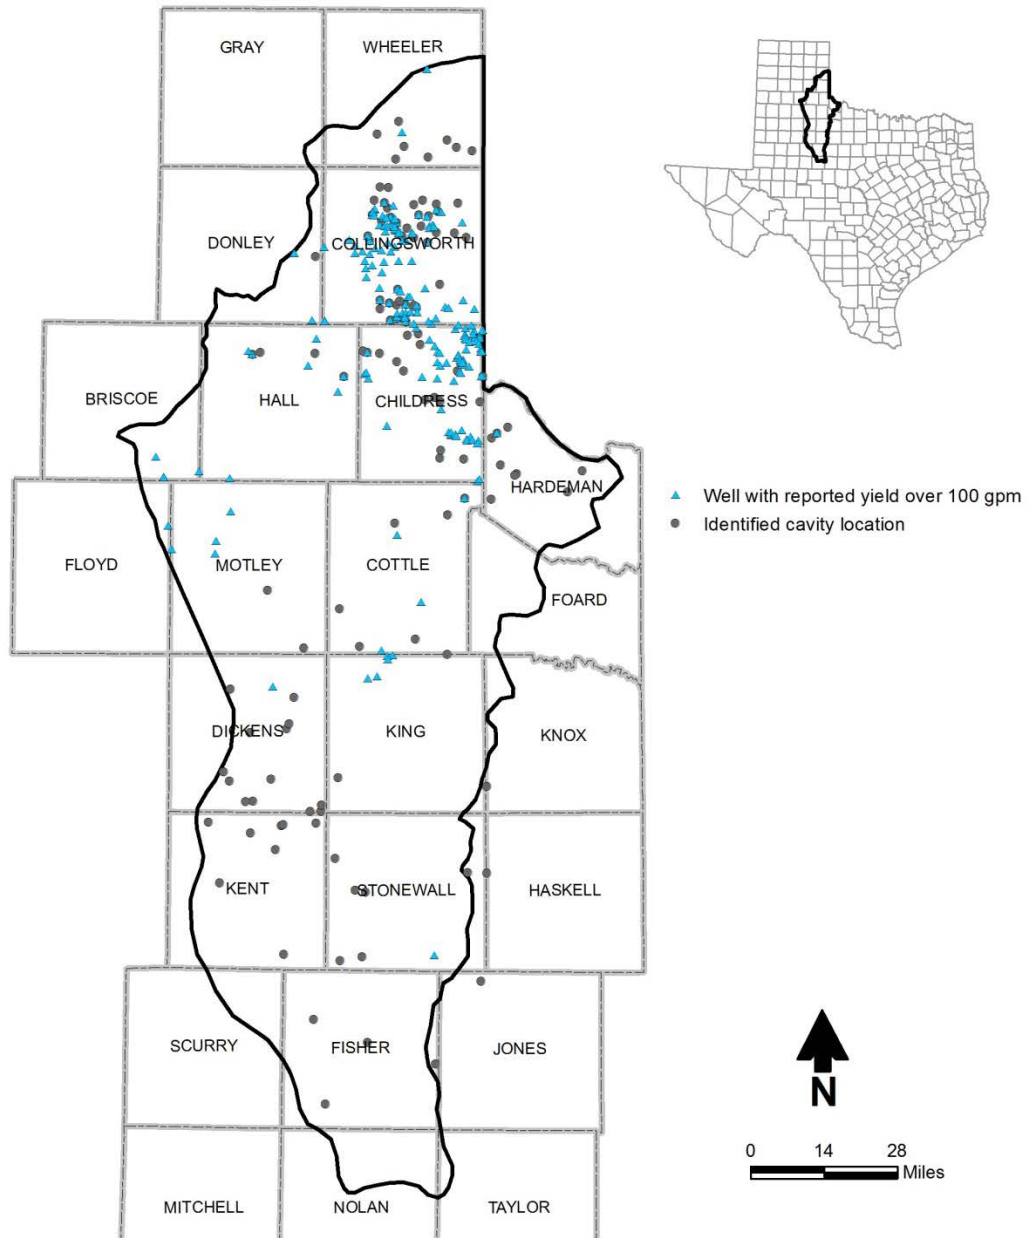 GRAY
WHEELER
DONLEY
COLLINGSWORTH
BRISCOE
HALL
CHILDRESS
HARDEMAN
Well with reported yield over 100 gpm
Identified cavity location
FLOYD
MOTLEY
COTTLE
FOARD
DICKENS
KING
KNOX
KENT
STONEWALL
HASKELL
SCURRY
FISHER
JONES
N
0 14 28
Miles
MITCHELL
NOLAN
TAYLOR